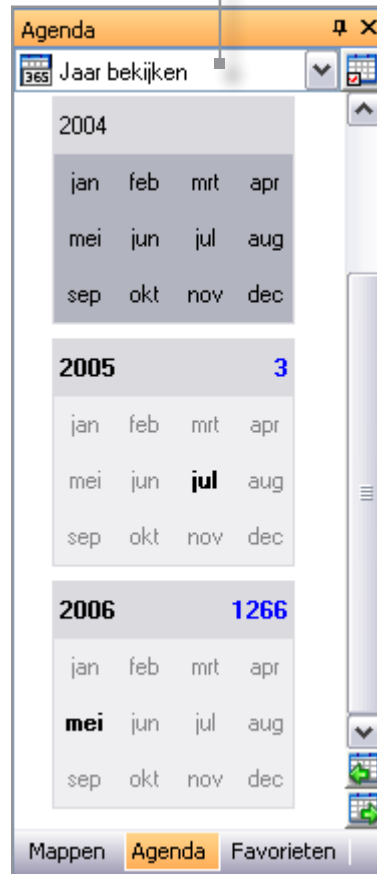 Agenda
365 Jaar bekijken
2004
jan feb mrt apr
mei jun jul aug
sep okt nov dec
2005 3
jan feb mrt apr
mei jun jul aug
sep okt nov dec
2006 1266
jan feb mrt apr
mei jun jul aug
sep okt nov dec
Mappen Agenda Favorieten